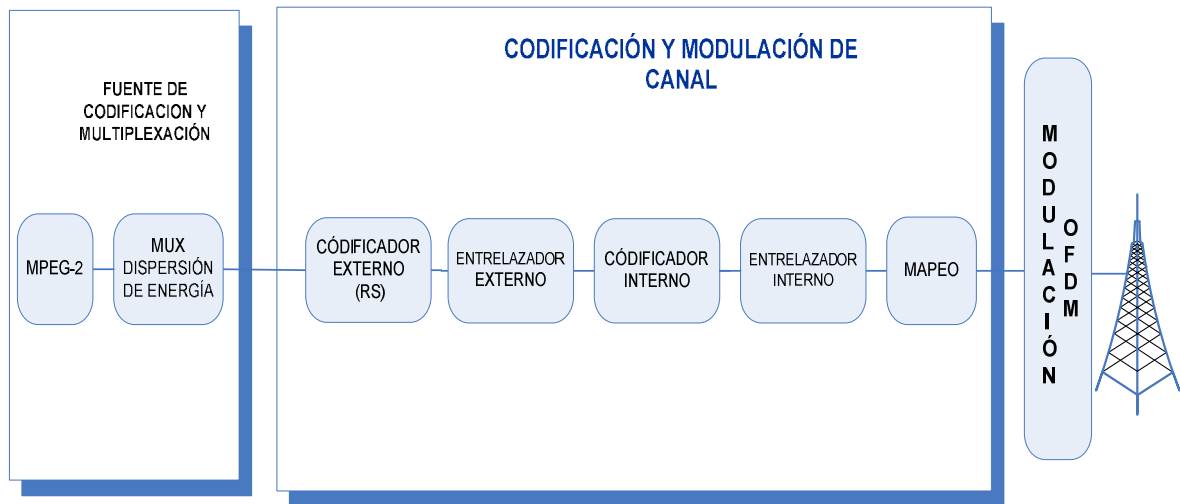 FUENTE DE
CODIFICACION Y
MULTIPLEXACIÓN
CODIFICACIÓN Y MODULACIÓN DE
CANAL
MPEG-2
MUX
DISPERSIÓN
DE ENERGÍA
CÓDIFICADOR
EXTERNO
(RS)
ENTRELAZADOR
EXTERNO
CÓDIFICADOR
INTERNO
ENTRELAZADOR
INTERNO
MAPEO
MODULACIÓN
OFDM